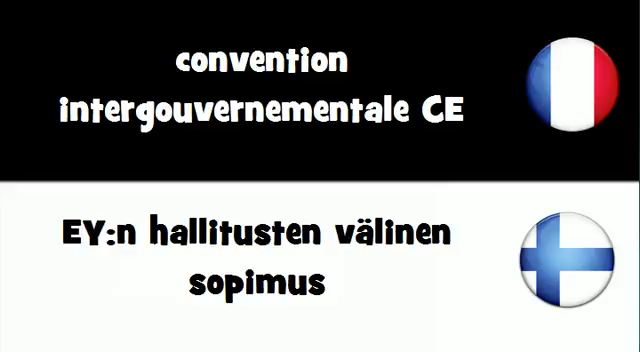 convention
intergouvernementale CE
EY:n hallitusten välinen
sopimus